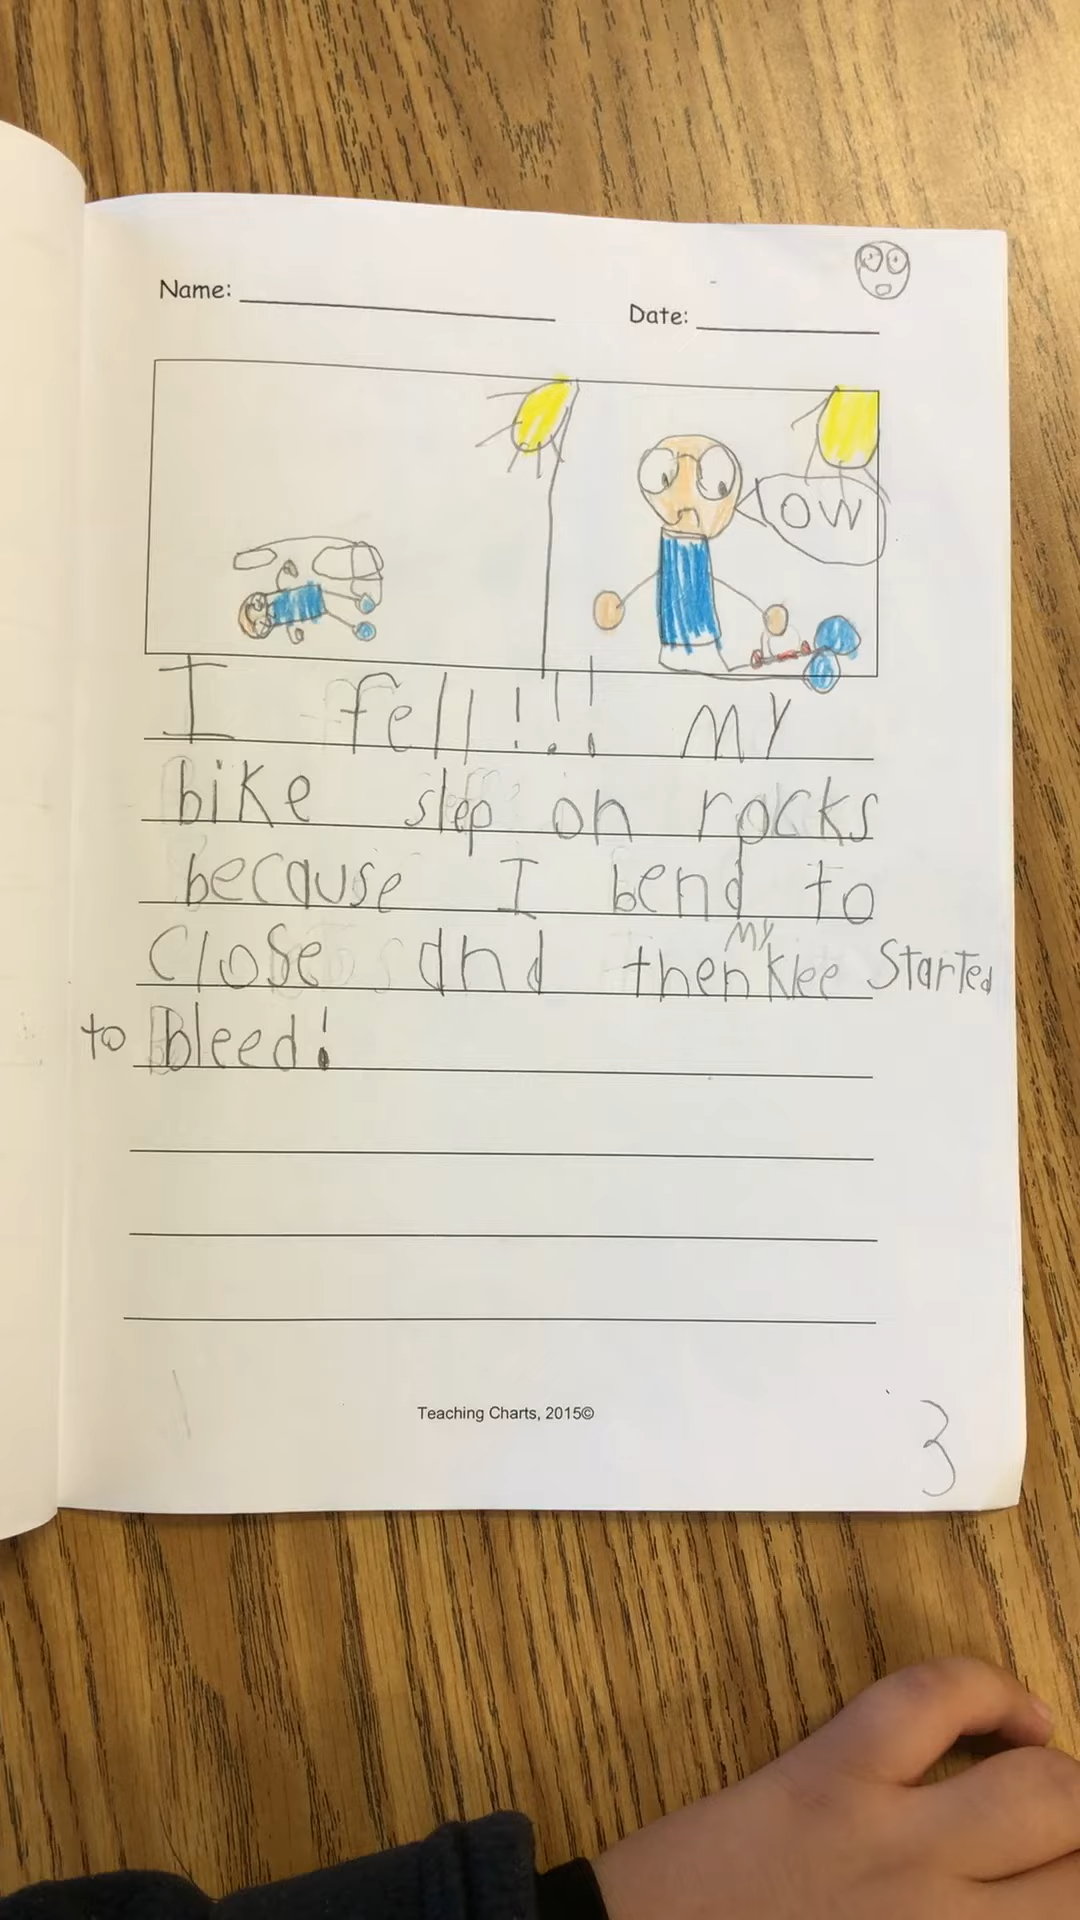 Name:
Date:
OW
I fell!!! MY
bike slep on rocks
because I bend to
Close and then MY klee Started
to Bleed!
Teaching Charts, 2015©
3